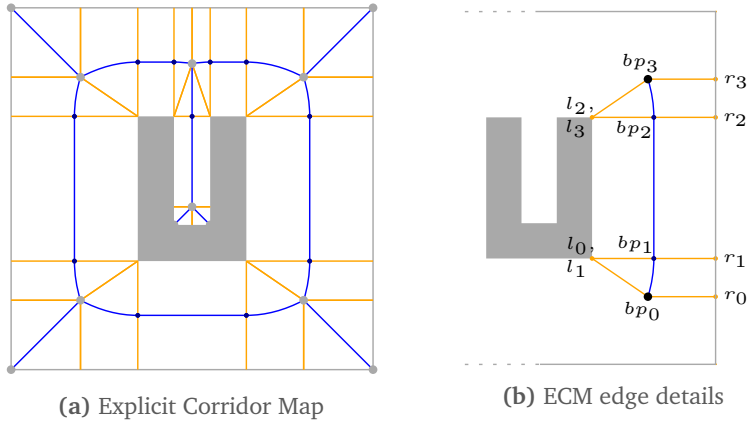 bp3
r3
l2,
l3
bp2
r2
l0,
l1
bp1
r1
bp0
r0
(a) Explicit Corridor Map
(b) ECM edge details